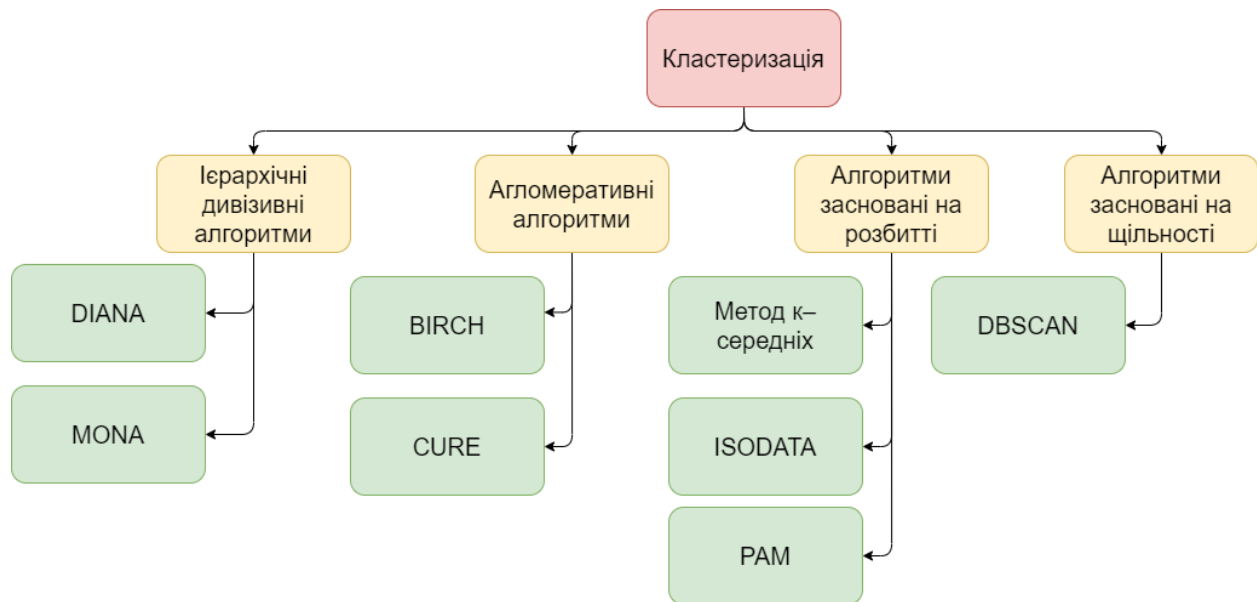 Кластеризація
Ієрархічні
дивізивні
алгоритми
Агломеративні
алгоритми
Алгоритми
засновані на
розбитті
Алгоритми
засновані на
щільності
DIANA
BIRCH
Метод к–
середніх
DBSCAN
MONA
CURE
ISODATA
PAM